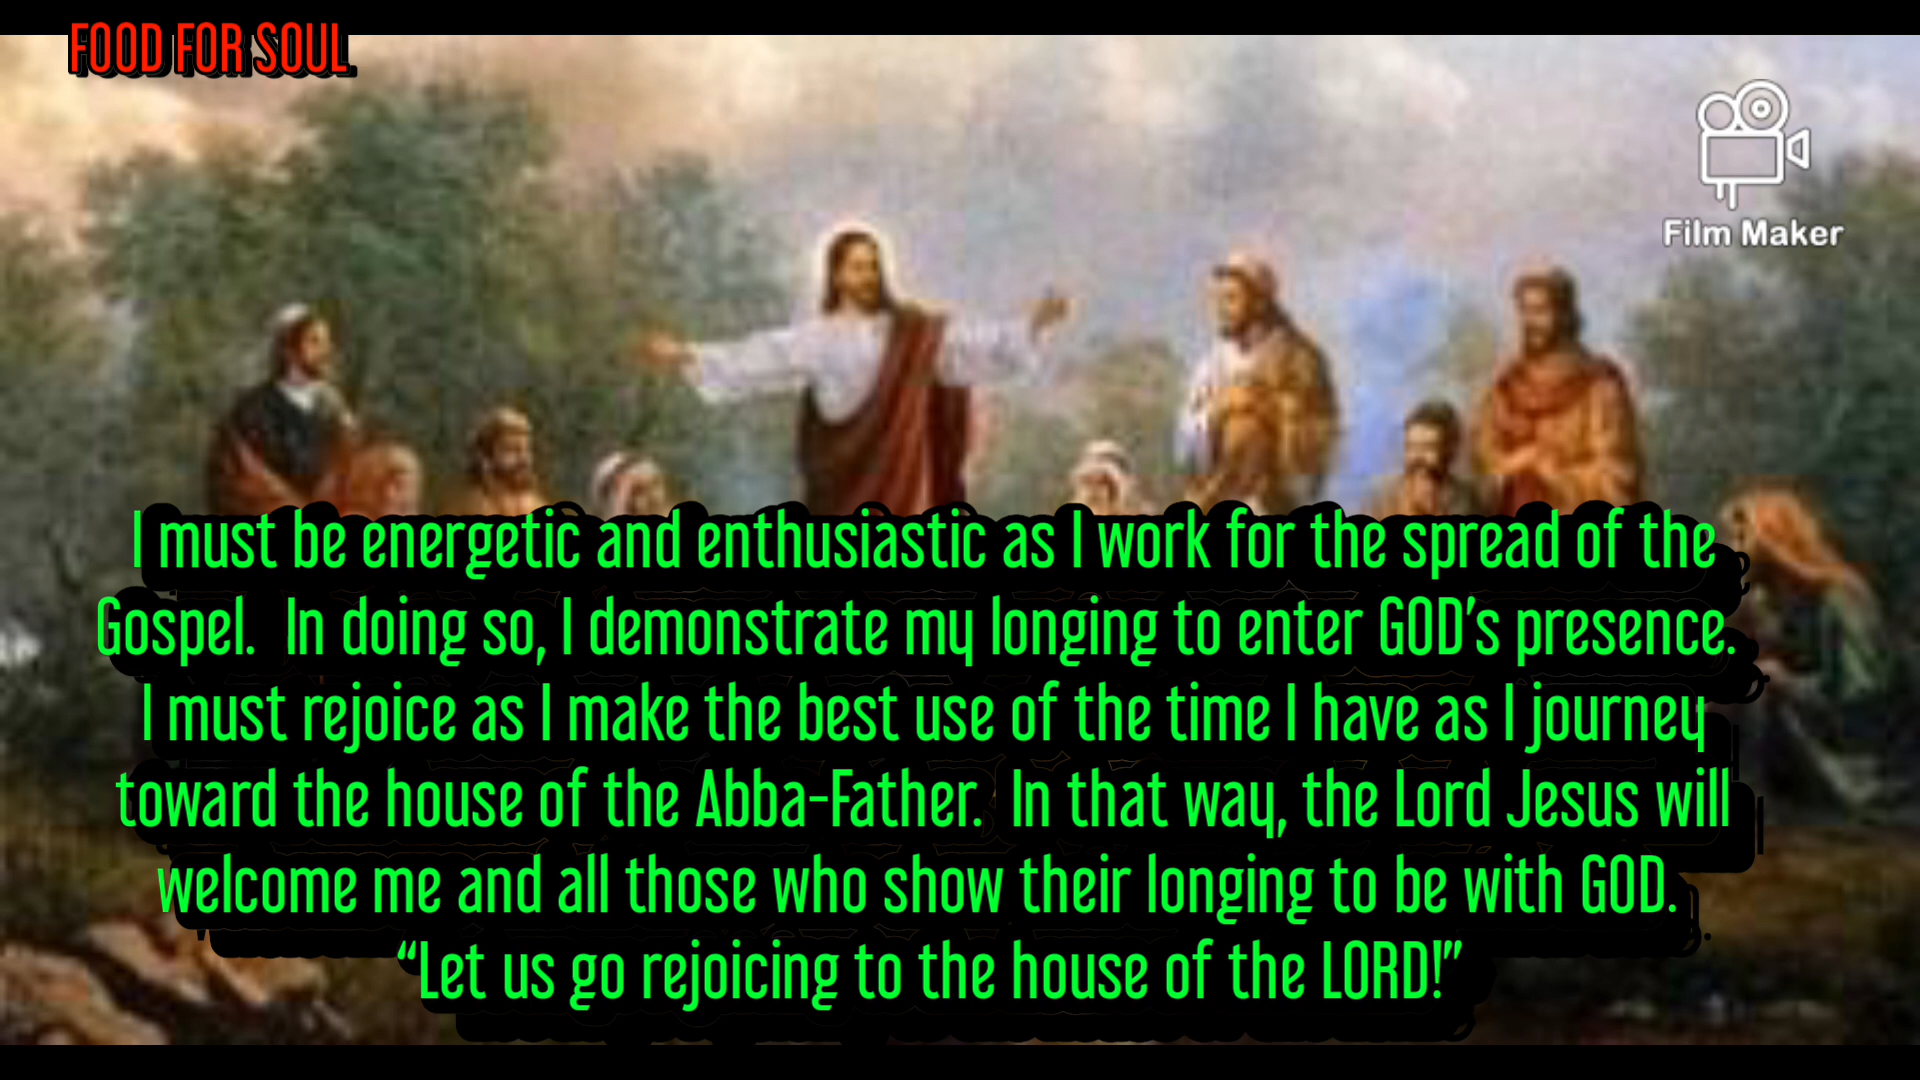 FOOD FOR SOUL
Film Maker
I must be energetic and enthusiastic as I work for the spread of the
Gospel.  In doing so, I demonstrate my longing to enter GOD’s presence.
I must rejoice as I make the best use of the time I have as I journey
toward the house of the Abba-Father.  In that way, the Lord Jesus will
welcome me and all those who show their longing to be with GOD.
“Let us go rejoicing to the house of the LORD!”